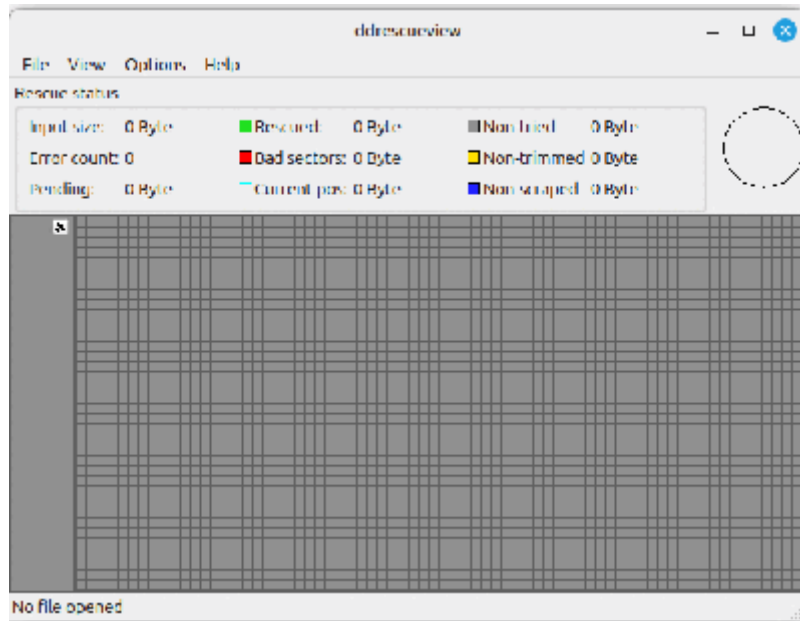 ddrescueview
File View Options Help
Rescue status
Input size: 0 Byte Rescued: 0 Byte Non-tried 0 Byte
Error count: 0 Bad sectors: 0 Byte Non-trimmed 0 Byte
Pending: 0 Byte Current pos: 0 Byte Non-scraped 0 Byte
No file opened